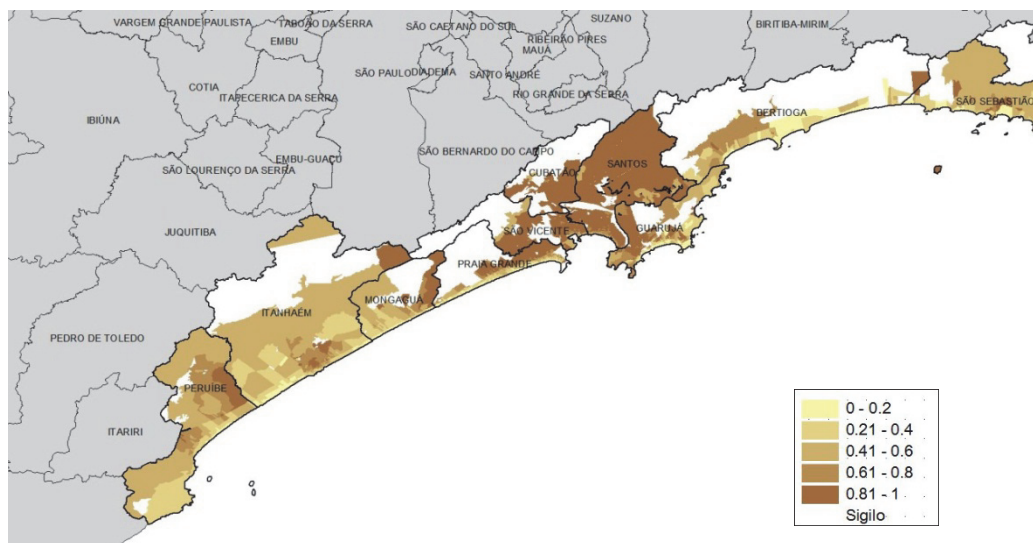 VARGEM GRANDE PAULISTA
TABOÃO DA SERRA
SÃO CAETANO DO SUL
SUZANO
BIRITIBA-MIRIM
EMBU
RIBEIRÃO PIRES
MAUÁ
SÃO PAULO
DIADEMA
SANTO ANDRÉ
COTIA
ITAPECERICA DA SERRA
RIO GRANDE DA SERRA
SÃO SEBASTIÃO
IBIÚNA
BERTIOGA
EMBU-GUAÇU
SÃO BERNARDO DO CAMPO
SÃO LOURENÇO DA SERRA
CUBATÃO
SANTOS
JUQUITIBA
SÃO VICENTE
GUARUJÁ
PRAIA GRANDE
MONGAGUÁ
ITANHAÉM
PEDRO DE TOLEDO
PERUÍBE
ITARIRI
0 - 0.2
0.21 - 0.4
0.41 - 0.6
0.61 - 0.8
0.81 - 1
Sigilo